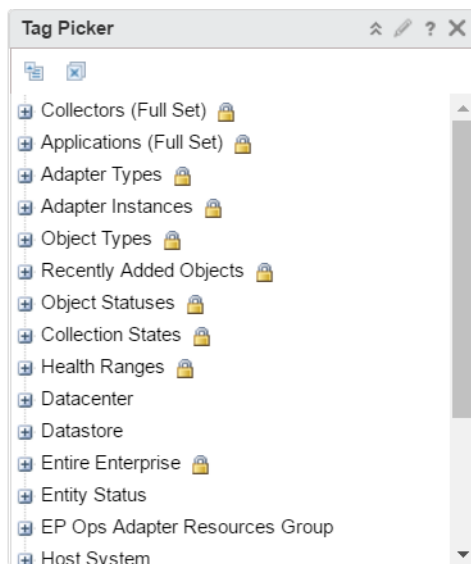 Tag Picker
?
Collectors (Full Set)
Applications (Full Set)
Adapter Types
Adapter Instances
Object Types
Recently Added Objects
Object Statuses
Collection States
Health Ranges
Datacenter
Datastore
Entire Enterprise
Entity Status
EP Ops Adapter Resources Group
Host System